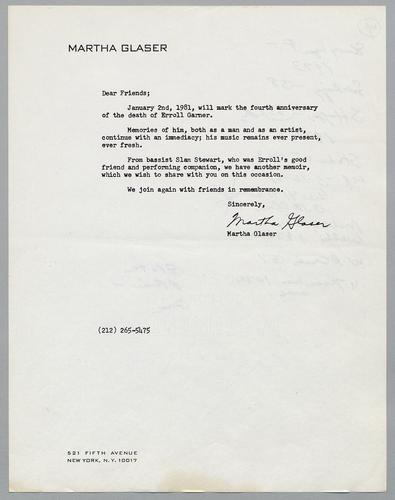 MARTHA GLASER
Dear Friends;
January 2nd, 1981, will mark the fourth anniversary
of the death of Erroll Garner.
Memories of him, both as a man and as an artist,
continue with an immediacy; his music remains ever present,
ever fresh.
From bassist Slam Stewart, who was Erroll's good
friend and performing companion, we have another memoir,
which we wish to share with you on this occasion.
We join again with friends in remembrance.
Sincerely,
Martha Glaser
Martha Glaser
(212) 265-5475
521 FIFTH AVENUE
NEW YORK, N.Y. 10017